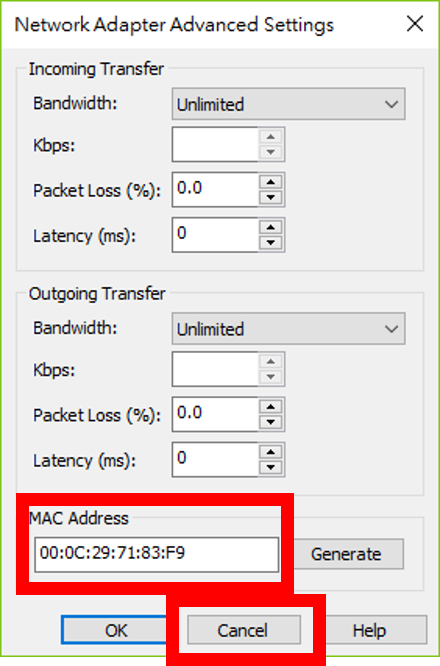 Network Adapter Advanced Settings
Incoming Transfer
Bandwidth: Unlimited
Kbps:
Packet Loss (%): 0.0
Latency (ms): 0
Outgoing Transfer
Bandwidth: Unlimited
Kbps:
Packet Loss (%): 0.0
Latency (ms): 0
MAC Address
00:0C:29:71:83:F9 Generate
OK Cancel Help